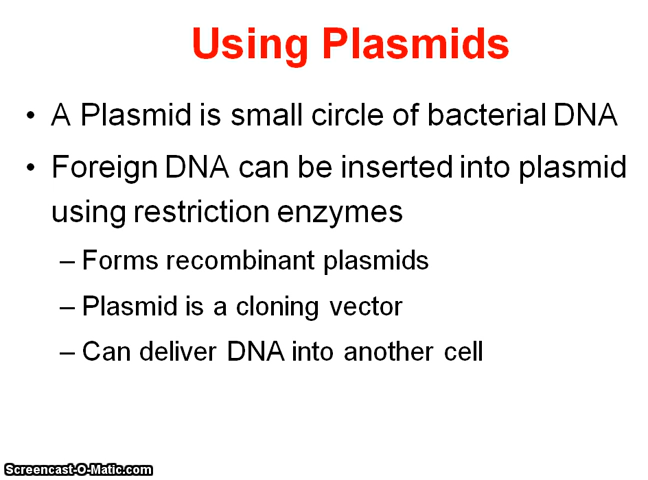 Using Plasmids
• A Plasmid is small circle of bacterial DNA
• Foreign DNA can be inserted into plasmid
using restriction enzymes
– Forms recombinant plasmids
– Plasmid is a cloning vector
– Can deliver DNA into another cell
Screencast-O-Matic.com